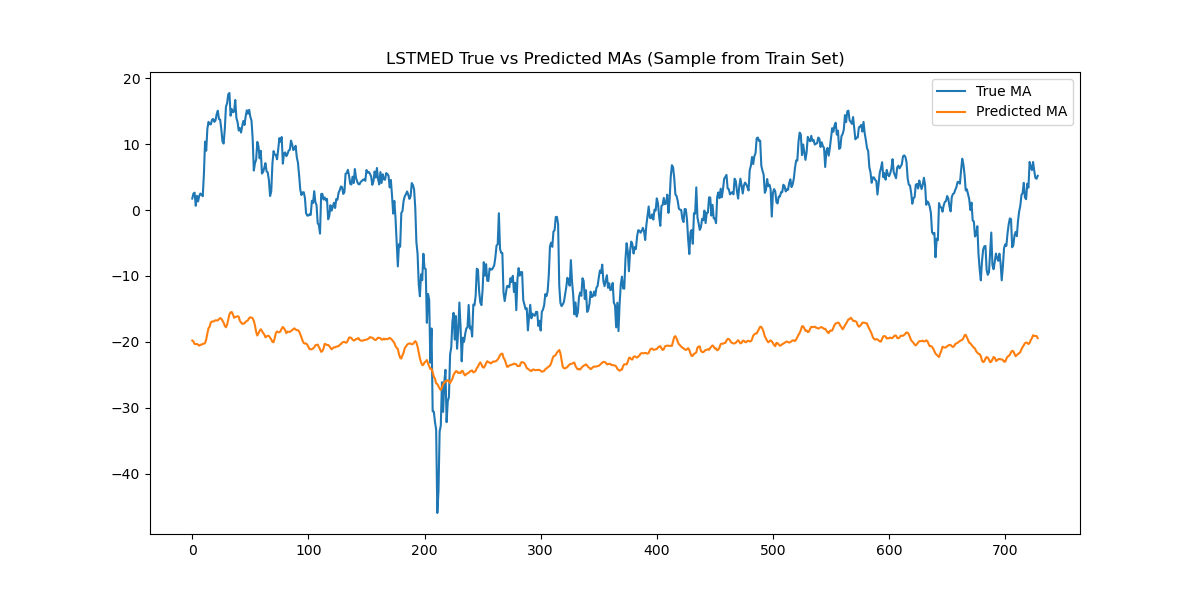 LSTMED True vs Predicted MAs (Sample from Train Set)
True MA
Predicted MA
20
10
0
−10
−20
−30
−40
0 100 200 300 400 500 600 700